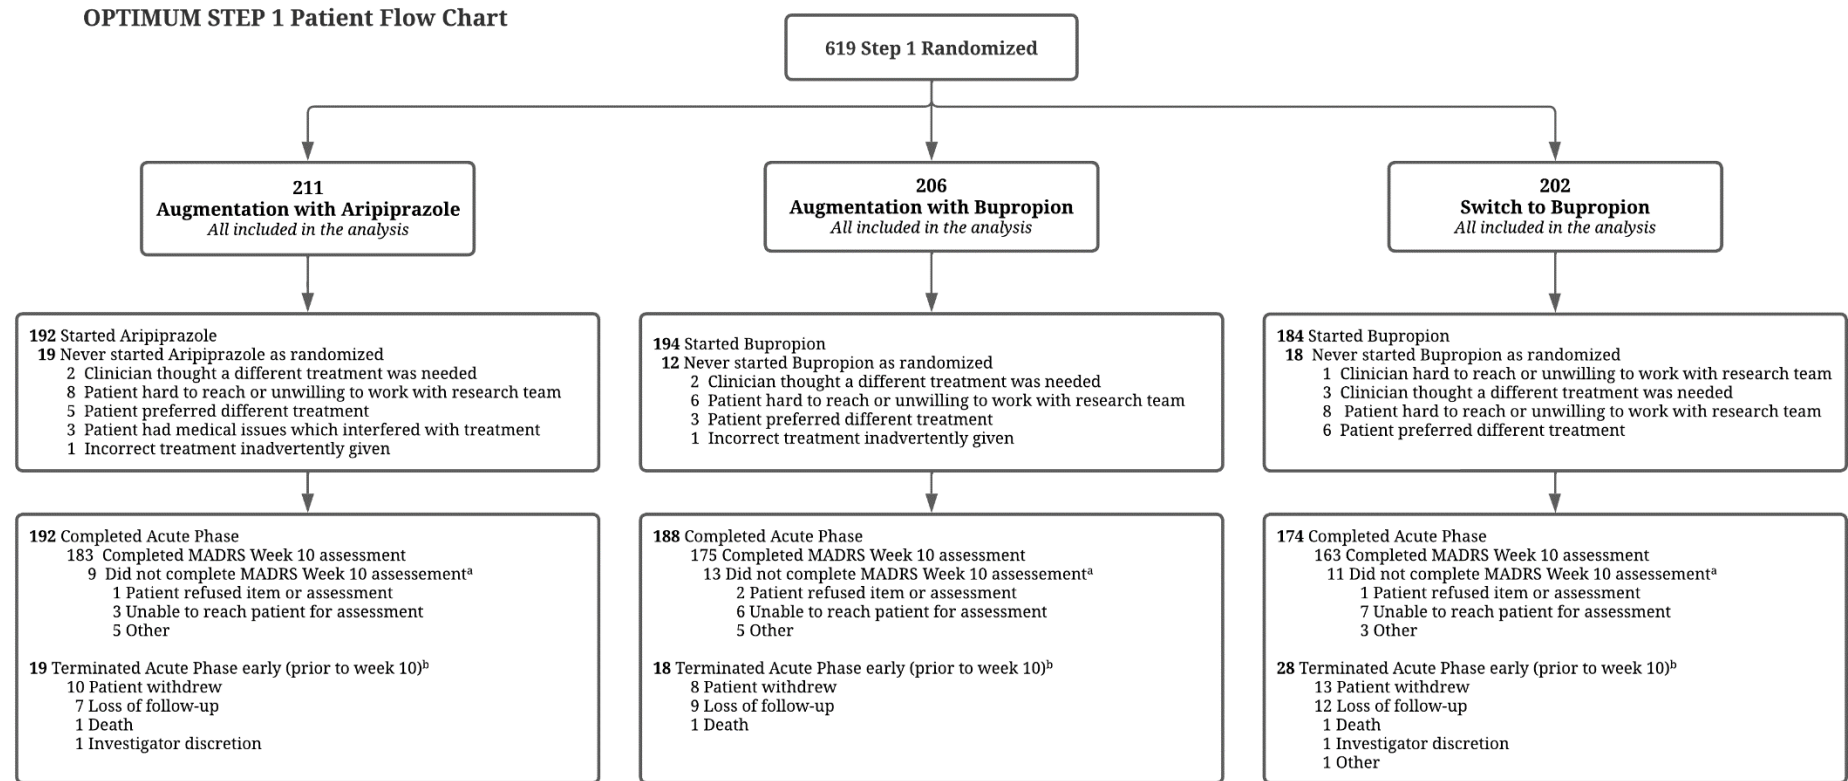 OPTIMUM STEP 1 Patient Flow Chart
619 Step 1 Randomized
211
Augmentation with Aripiprazole
All included in the analysis
206
Augmentation with Bupropion
All included in the analysis
202
Switch to Bupropion
All included in the analysis
192 Started Aripiprazole
19 Never started Aripiprazole as randomized
2 Clinician thought a different treatment was needed
8 Patient hard to reach or unwilling to work with research team
5 Patient preferred different treatment
3 Patient had medical issues which interfered with treatment
1 Incorrect treatment inadvertently given
194 Started Bupropion
12 Never started Bupropion as randomized
2 Clinician thought a different treatment was needed
6 Patient hard to reach or unwilling to work with research team
3 Patient preferred different treatment
1 Incorrect treatment inadvertently given
184 Started Bupropion
18 Never started Bupropion as randomized
1 Clinician hard to reach or unwilling to work with research team
3 Clinician thought a different treatment was needed
8 Patient hard to reach or unwilling to work with research team
6 Patient preferred different treatment
192 Completed Acute Phase
183 Completed MADRS Week 10 assessment
9 Did not complete MADRS Week 10 assessementᵃ
1 Patient refused item or assessment
3 Unable to reach patient for assessment
5 Other
19 Terminated Acute Phase early (prior to week 10)ᵇ
10 Patient withdrew
7 Loss of follow-up
1 Death
1 Investigator discretion
188 Completed Acute Phase
175 Completed MADRS Week 10 assessment
13 Did not complete MADRS Week 10 assessementᵃ
2 Patient refused item or assessment
6 Unable to reach patient for assessment
5 Other
18 Terminated Acute Phase early (prior to week 10)ᵇ
8 Patient withdrew
9 Loss of follow-up
1 Death
174 Completed Acute Phase
163 Completed MADRS Week 10 assessment
11 Did not complete MADRS Week 10 assessementᵃ
1 Patient refused item or assessment
7 Unable to reach patient for assessment
3 Other
28 Terminated Acute Phase early (prior to week 10)ᵇ
13 Patient withdrew
12 Loss of follow-up
1 Death
1 Investigator discretion
1 Other